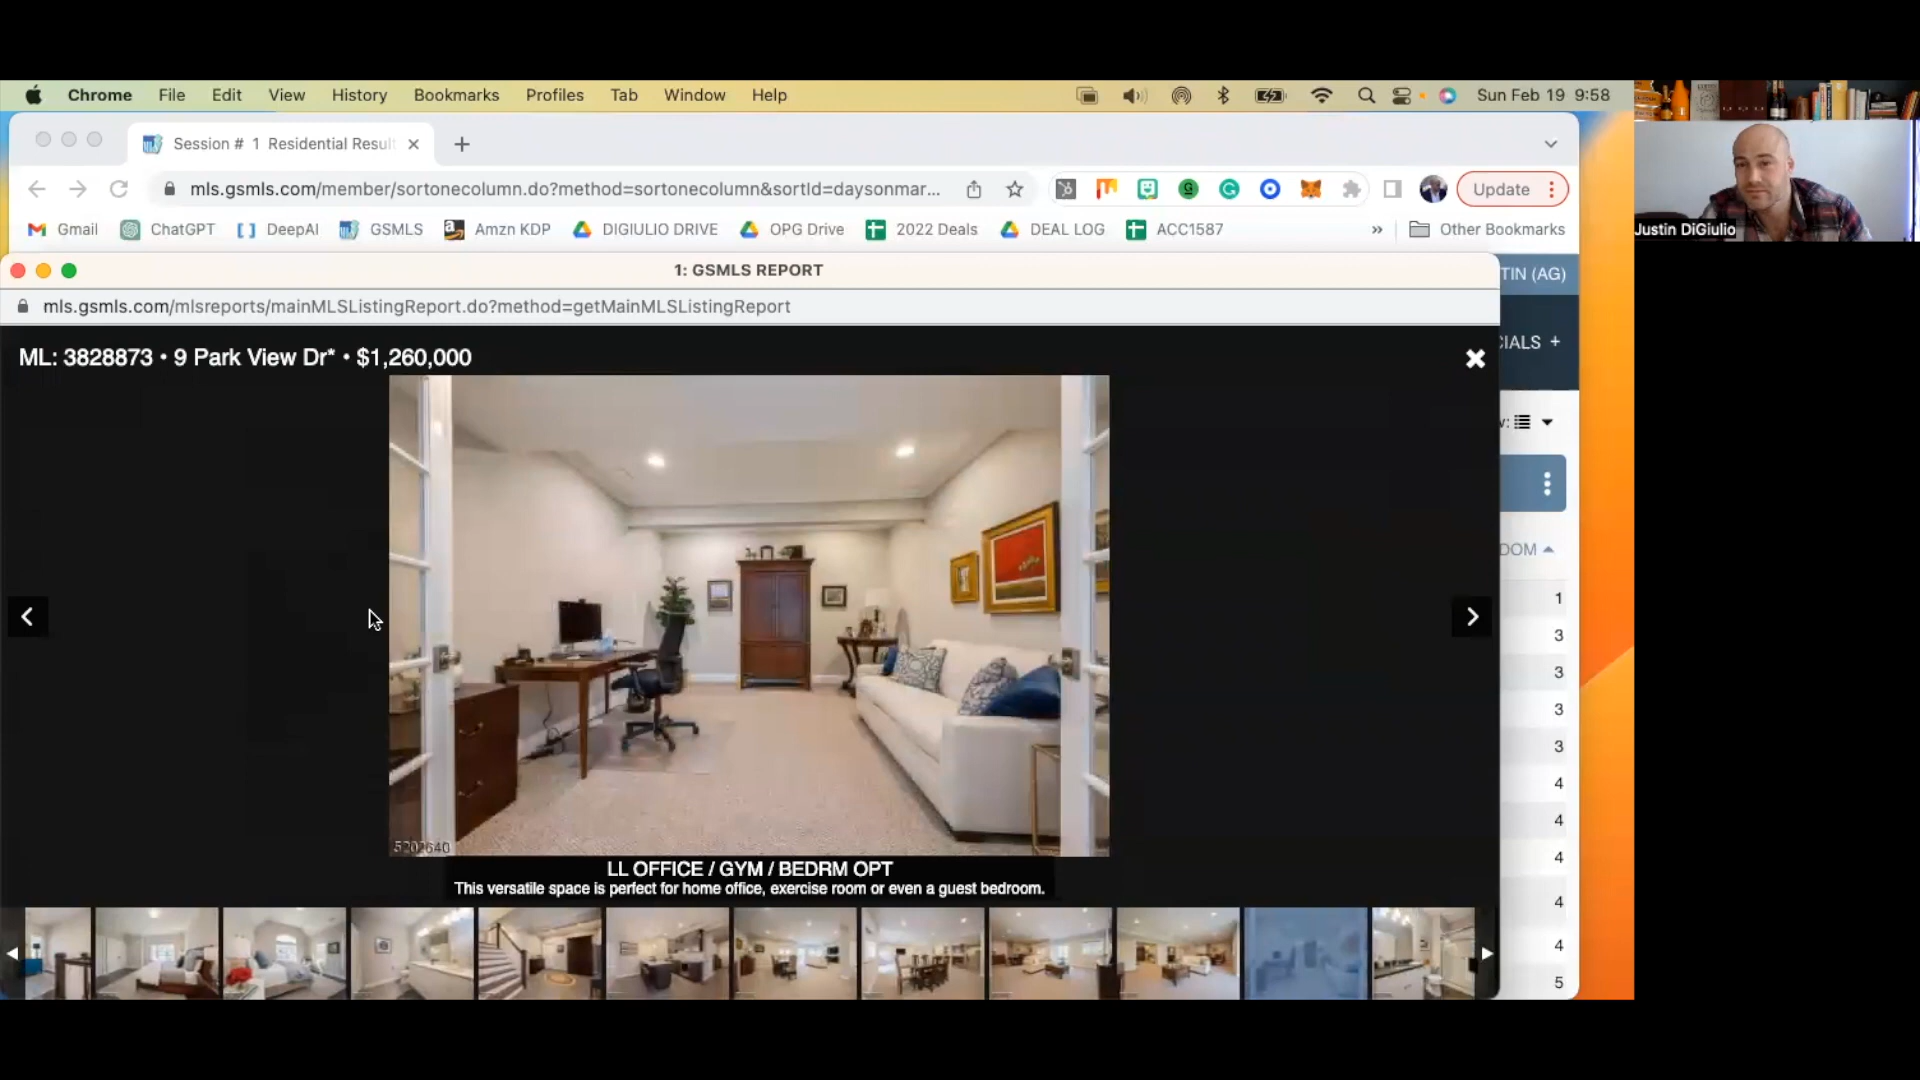 Chrome File Edit View History Bookmarks Profiles Tab Window Help Sun Feb 19 9:58
Session # 1 Residential Resul
mls.gsmls.com/member/sortonecolumn.do?method=sortonecolumn&sortId=daysonmar... Update
Gmail ChatGPT DeepAI GSMLS Amzn KDP DIGIULIO DRIVE OPG Drive 2022 Deals DEAL LOG ACC1587 » Other Bookmarks
Justin DiGiulio
1: GSMLS REPORT
TIN (AG)
mls.gsmls.com/mlsreports/mainMLSListingReport.do?method=getMainMLSListingReport
CIALS +
ML: 3828873 • 9 Park View Dr* • $1,260,000
DOM
1
3
3
3
3
4
4
4
4
4
5
5202640
LL OFFICE / GYM / BEDRM OPT
This versatile space is perfect for home office, exercise room or even a guest bedroom.